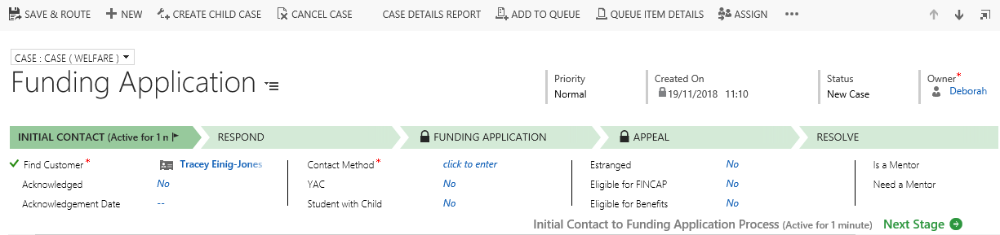 SAVE & ROUTE NEW CREATE CHILD CASE CANCEL CASE CASE DETAILS REPORT ADD TO QUEUE QUEUE ITEM DETAILS ASSIGN •••
CASE : CASE ( WELFARE )
Funding Application
Priority Created On Status Owner*
Normal 19/11/2018 11:10 New Case Deborah
INITIAL CONTACT (Active for 1 n RESPOND FUNDING APPLICATION APPEAL RESOLVE
Find Customer * Tracey Einig-Jones Contact Method * click to enter Estranged No Is a Mentor
Acknowledged No YAC No Eligible for FINCAP No Need a Mentor
Acknowledgement Date -- Student with Child No Eligible for Benefits No
Initial Contact to Funding Application Process (Active for 1 minute) Next Stage